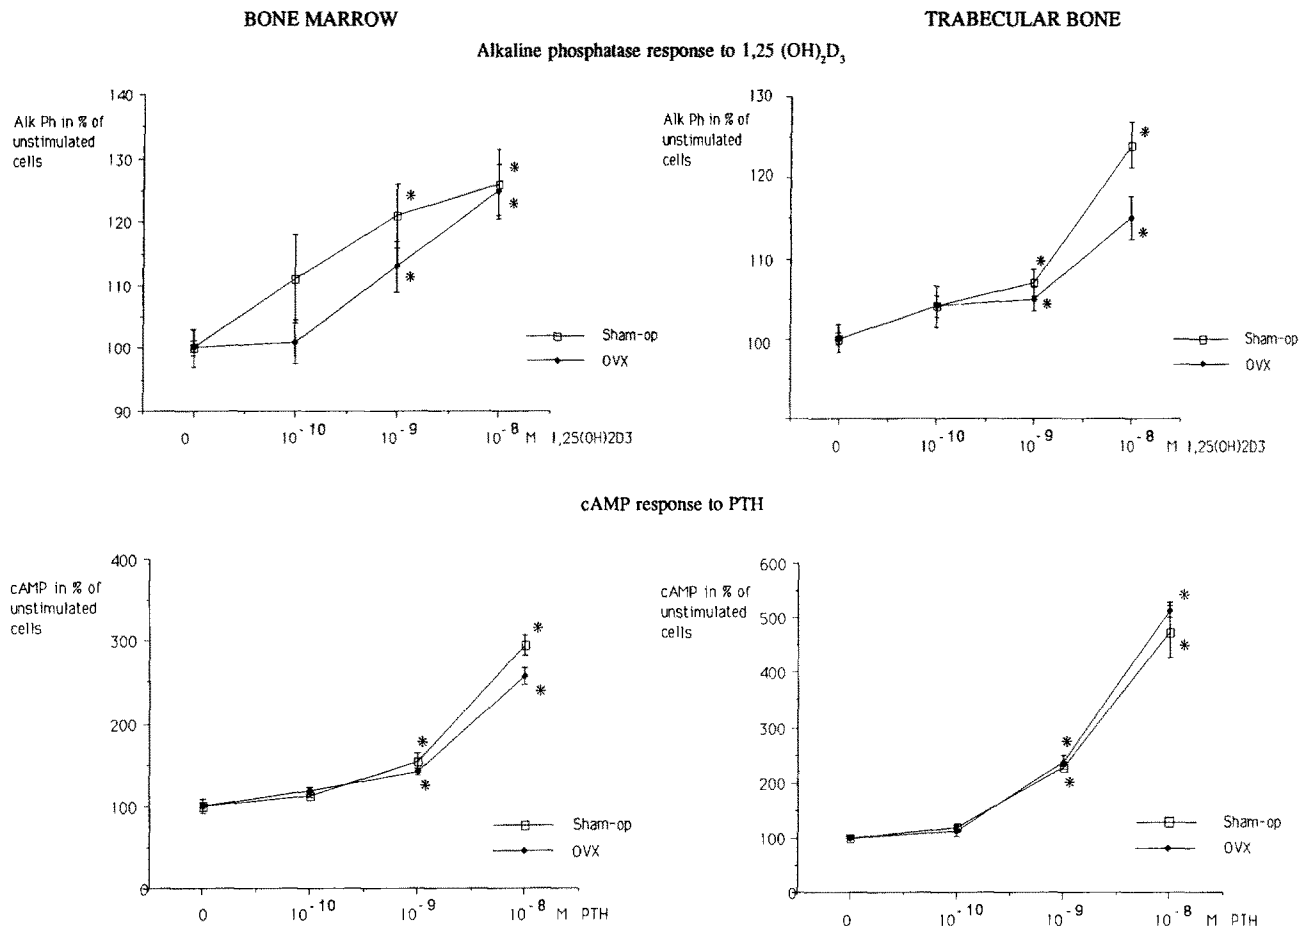 BONE MARROW
TRABECULAR BONE
Alkaline phosphatase response to 1,25 (OH)₂D₃
Alk Ph in % of
unstimulated
cells
140
130
120
110
100
90
*
*
*
*
Sham-op
OVX
0
10⁻¹⁰
10⁻⁹
10⁻⁸ M 1,25(OH)2D3
Alk Ph in % of
unstimulated
cells
130
120
110
100
*
*
*
*
Sham-op
OVX
0
10⁻¹⁰
10⁻⁹
10⁻⁸ M 1,25(OH)2D3
cAMP response to PTH
cAMP in % of
unstimulated
cells
400
300
200
100
0
*
*
*
*
Sham-op
OVX
0
10⁻¹⁰
10⁻⁹
10⁻⁸ M PTH
cAMP in % of
unstimulated
cells
600
500
400
300
200
100
0
*
*
*
*
Sham-op
OVX
0
10⁻¹⁰
10⁻⁹
10⁻⁸ M PTH